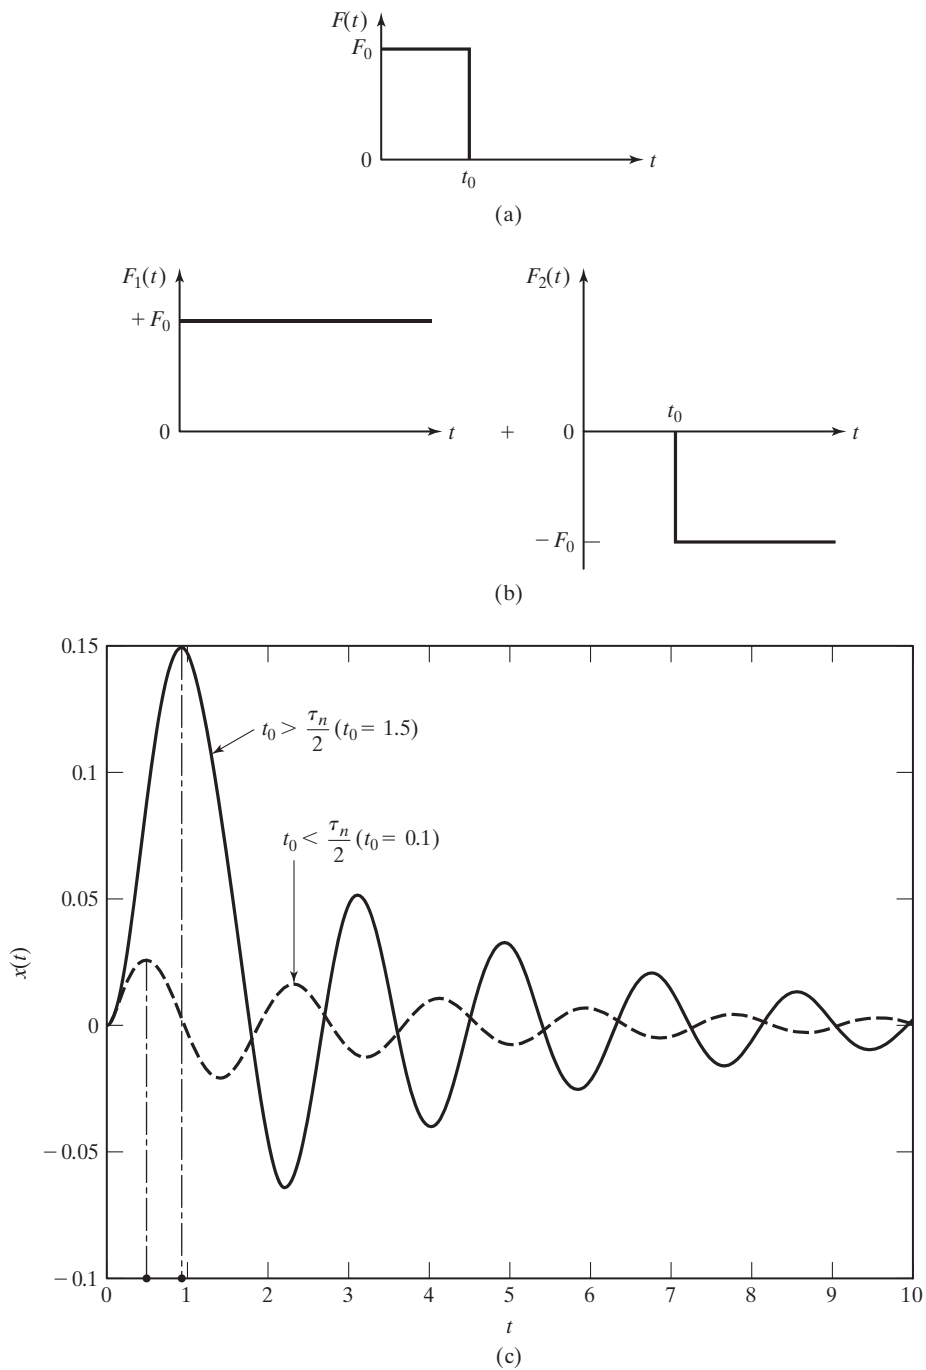 F(t)
F₀
0
t₀
t
(a)
F₁(t)
+ F₀
0
t
+
F₂(t)
t₀
0
t
− F₀
(b)
0.15
0.1
0.05
0
− 0.05
− 0.1
x(t)
t₀ > τₙ/2 (t₀ = 1.5)
t₀ < τₙ/2 (t₀ = 0.1)
0 1 2 3 4 5 6 7 8 9 10
t
(c)